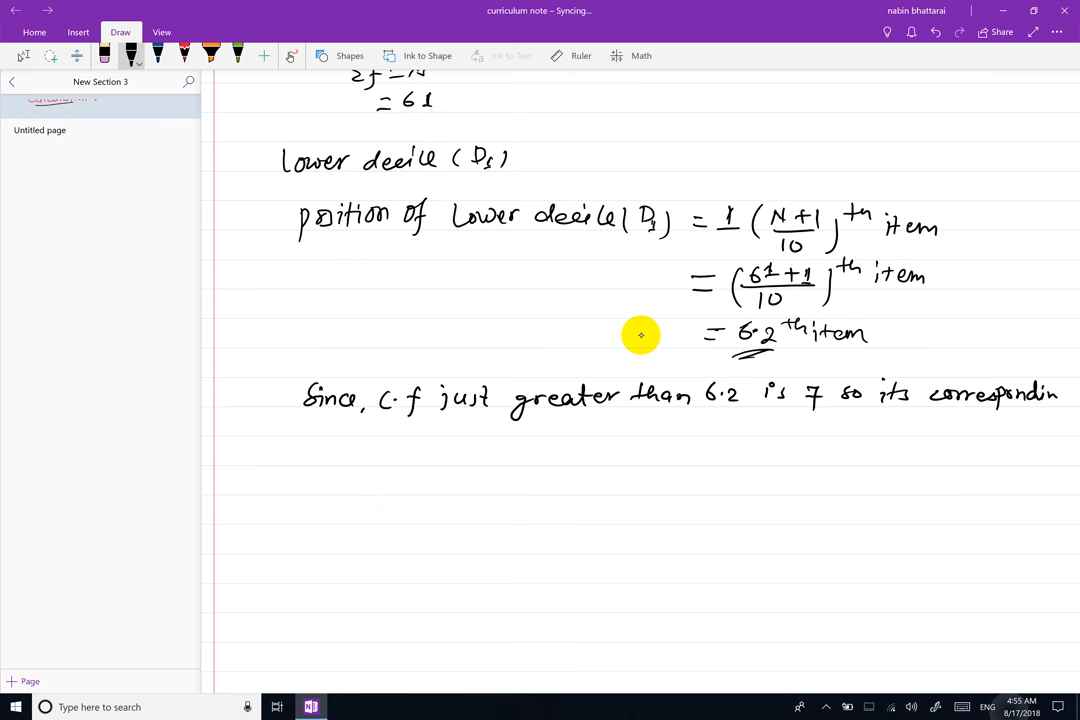 curriculum note – Syncing...
nabin bhattarai
Home Insert Draw View
Share
Shapes Ink to Shape Ink to Text Ruler Math
New Section 3
Untitled page
= 61
Lower decile (D₁)
position of Lower decile (D₁) = 1 (N+1/10)th item
= (61+1/10)th item
= 6.2th item
Since, c.f just greater than 6.2 is 7 so its correspondin
+ Page
Type here to search
ENG
4:55 AM
8/17/2018